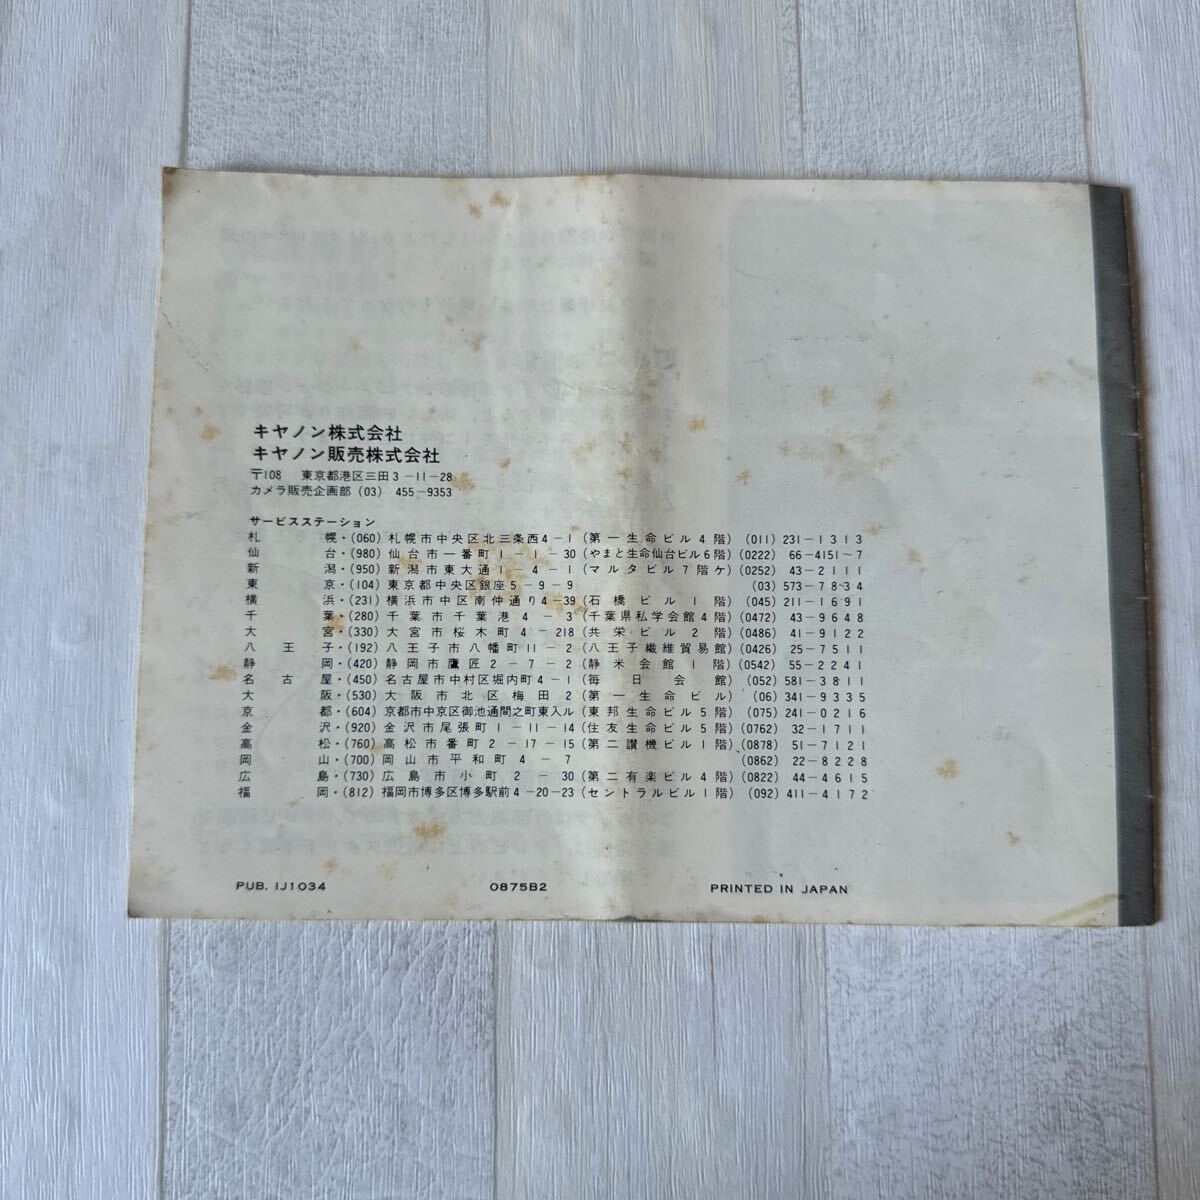 キヤノン株式会社
キヤノン販売株式会社
〒108 東京都港区三田3-11-28
カメラ販売企画部(03) 455-9353
サービスステーション
札幌・(060) 札幌市中央区北三条西4-1 (第一生命ビル4階) (011) 231-1313
仙台・(980) 仙台市一番町1-1-30 (やまと生命仙台ビル6階) (0222) 66-4151~7
新潟・(950) 新潟市東大通1-4-1 (マルタビル7階ケ) (0252) 43-2111
東京・(104) 東京都中央区銀座5-9-9 (03) 573-7834
横浜・(231) 横浜市中区南仲通り4-39 (石橋ビル1階) (045) 211-1691
千葉・(280) 千葉市千葉港4-3 (千葉県私学会館4階) (0472) 43-9648
大宮・(330) 大宮市桜木町4-218 (共栄ビル2階) (0486) 41-9122
八王子・(192) 八王子市八幡町11-2 (八王子繊維貿易館) (0426) 25-7511
静岡・(420) 静岡市鷹匠2-7-2 (静米会館1階) (0542) 55-2241
名古屋・(450) 名古屋市中村区堀内町4-1 (毎日会館) (052) 581-3811
大阪・(530) 大阪市北区梅田2 (第一生命ビル) (06) 341-9335
京都・(604) 京都市中京区御池通間之町東入ル (東邦生命ビル5階) (075) 241-0216
金沢・(920) 金沢市尾張町1-11-14 (住友生命ビル5階) (0762) 32-1711
高松・(760) 高松市番町2-17-15 (第二讃機ビル1階) (0878) 51-7121
岡山・(700) 岡山市平和町4-7 (0862) 22-8228
広島・(730) 広島市小町2-30 (第二有楽ビル4階) (0822) 44-4615
福岡・(812) 福岡市博多区博多駅前4-20-23 (セントラルビル1階) (092) 411-4172
PUB. IJ1034 0875B2 PRINTED IN JAPAN